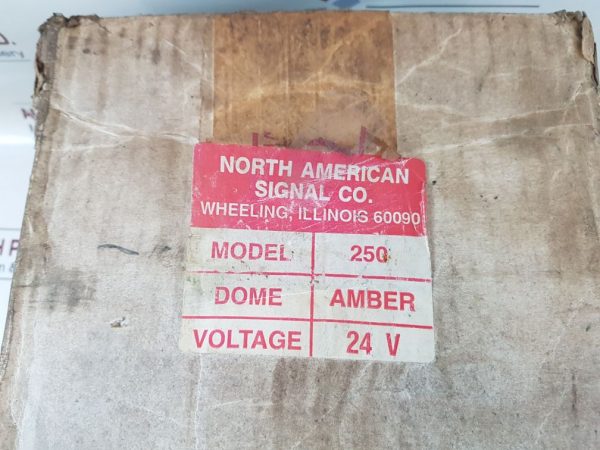 NORTH AMERICAN
SIGNAL CO.
WHEELING, ILLINOIS 60090
MODEL 250
DOME AMBER
VOLTAGE 24 V